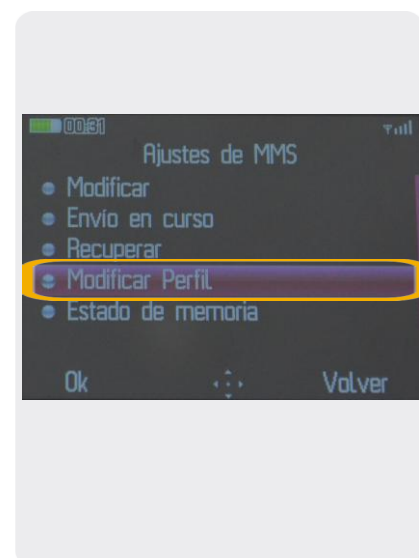 00:31
Ajustes de MMS
Modificar
Envío en curso
Recuperar
Modificar Perfil
Estado de memoria
Ok Volver